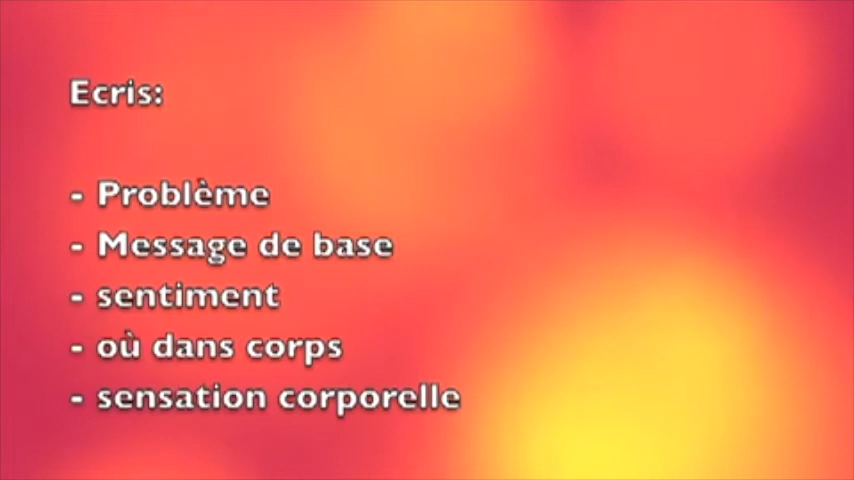 Ecris:
- Problème
- Message de base
- sentiment
- où dans corps
- sensation corporelle